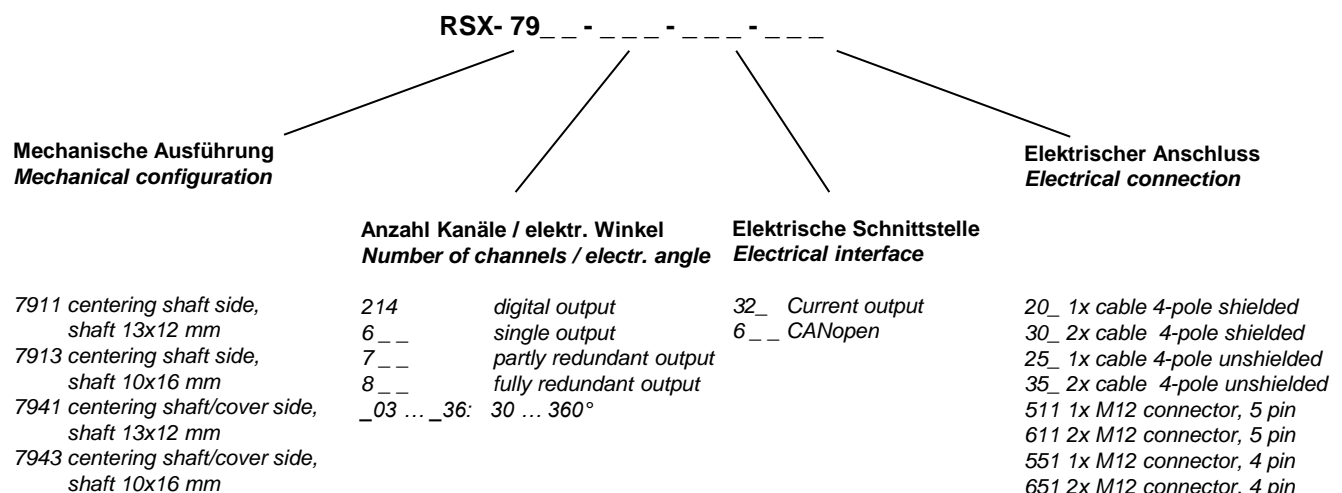 RSX- 79_ _ - _ _ _ - _ _ _ - _ _ _
Mechanische Ausführung
Mechanical configuration
7911 centering shaft side,
shaft 13x12 mm
7913 centering shaft side,
shaft 10x16 mm
7941 centering shaft/cover side,
shaft 13x12 mm
7943 centering shaft/cover side,
shaft 10x16 mm
Anzahl Kanäle / elektr. Winkel
Number of channels / electr. angle
214 digital output
6 _ _ single output
7 _ _ partly redundant output
8 _ _ fully redundant output
_03 … _36: 30 … 360°
Elektrische Schnittstelle
Electrical interface
32_ Current output
6 _ _ CANopen
Elektrischer Anschluss
Electrical connection
20_ 1x cable 4-pole shielded
30_ 2x cable 4-pole shielded
25_ 1x cable 4-pole unshielded
35_ 2x cable 4-pole unshielded
511 1x M12 connector, 5 pin
611 2x M12 connector, 5 pin
551 1x M12 connector, 4 pin
651 2x M12 connector, 4 pin